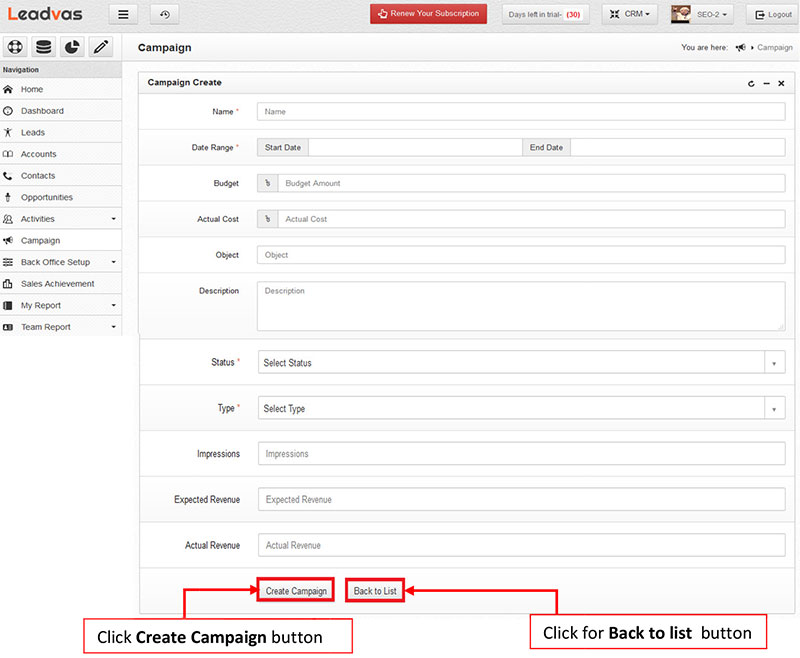 Leadvas
Renew Your Subscription
Days left in trial- (30)
CRM
SEO-2
Logout
Campaign
You are here: Campaign
Navigation
Home
Dashboard
Leads
Accounts
Contacts
Opportunities
Activities
Campaign
Back Office Setup
Sales Achievement
My Report
Team Report
Campaign Create
Name * Name
Date Range * Start Date End Date
Budget ৳ Budget Amount
Actual Cost ৳ Actual Cost
Object Object
Description Description
Status * Select Status
Type * Select Type
Impressions Impressions
Expected Revenue Expected Revenue
Actual Revenue Actual Revenue
Create Campaign Back to List
Click Create Campaign button
Click for Back to list button